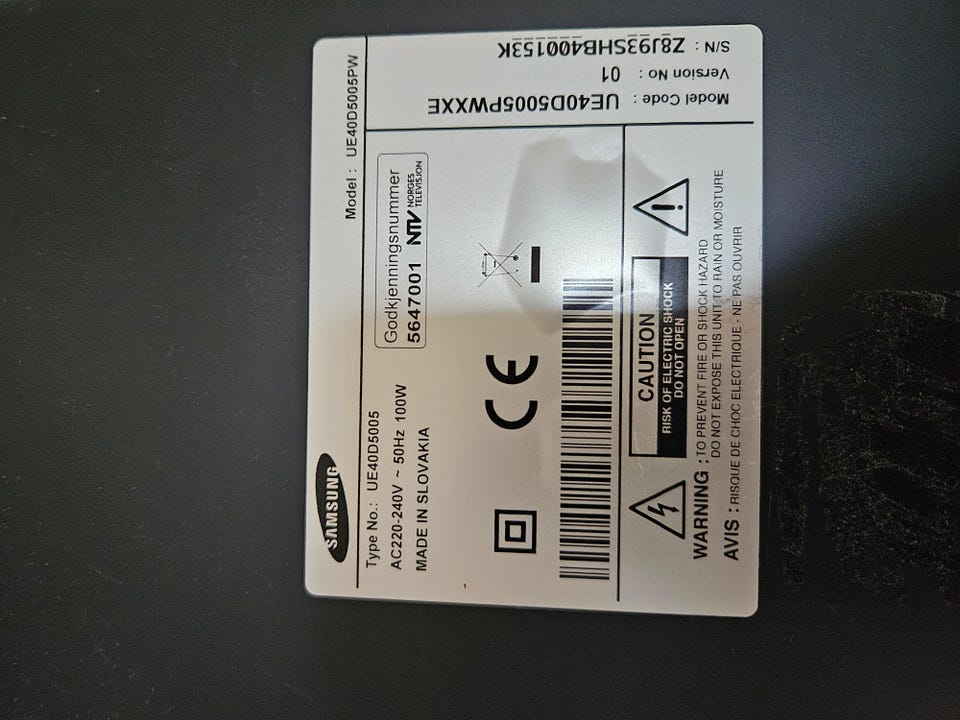 SAMSUNG
Model : UE40D5005PW
Type No.: UE40D5005
AC220-240V ~ 50Hz 100W
MADE IN SLOVAKIA
Godkjenningsnummer
5647001 NTV NORGES TELEVISJON
CE
CAUTION
RISK OF ELECTRIC SHOCK
DO NOT OPEN
WARNING : TO PREVENT FIRE OR SHOCK HAZARD
DO NOT EXPOSE THIS UNIT TO RAIN OR MOISTURE
AVIS : RISQUE DE CHOC ELECTRIQUE - NE PAS OUVRIR
Model Code : UE40D5005PWXXE
Version No : 01
S/N : Z8J93SHB400153K